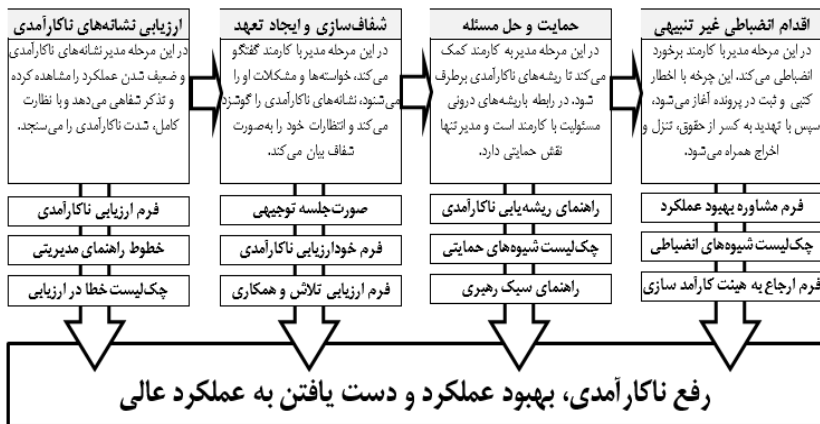 ارزیابی نشانه‌های ناکارآمدی
در این مرحله مدیر نشانه‌های ناکارآمدی
و ضعیف شدن عملکرد را مشاهده کرده
و تذکر شفاهی می‌دهد و با نظارت
کامل، شدت ناکارآمدی را می‌سنجد.
فرم ارزیابی ناکارآمدی
خطوط راهنمای مدیریتی
چک‌لیست خطا در ارزیابی
شفاف‌سازی و ایجاد تعهد
در این مرحله مدیر با کارمند گفتگو
می‌کند، خواسته‌ها و مشکلات او را
می‌شنود، نشانه‌های ناکارآمدی را گوشزد
می‌کند و انتظارات خود را به‌صورت
شفاف بیان می‌کند.
صورت‌جلسه توجیهی
فرم خودارزیابی ناکارآمدی
فرم ارزیابی تلاش و همکاری
حمایت و حل مسئله
در این مرحله مدیر به کارمند کمک
می‌کند تا ریشه‌های ناکارآمدی برطرف
شود. در رابطه باریشه‌های درونی
مسئولیت با کارمند است و مدیر تنها
نقش حمایتی دارد.
راهنمای ریشه‌یابی ناکارآمدی
چک‌لیست شیوه‌های حمایتی
راهنمای سبک رهبری
اقدام انضباطی غیر تنبیهی
در این مرحله مدیر با کارمند برخورد
انضباطی می‌کند. این چرخه با اخطار
کتبی و ثبت در پرونده آغاز می‌شود،
سپس با تهدید به کسر از حقوق، تنزل و
اخراج همراه می‌شود.
فرم مشاوره بهبود عملکرد
چک‌لیست شیوه‌های انضباطی
فرم ارجاع به هیئت کارآمد سازی
رفع ناکارآمدی، بهبود عملکرد و دست یافتن به عملکرد عالی